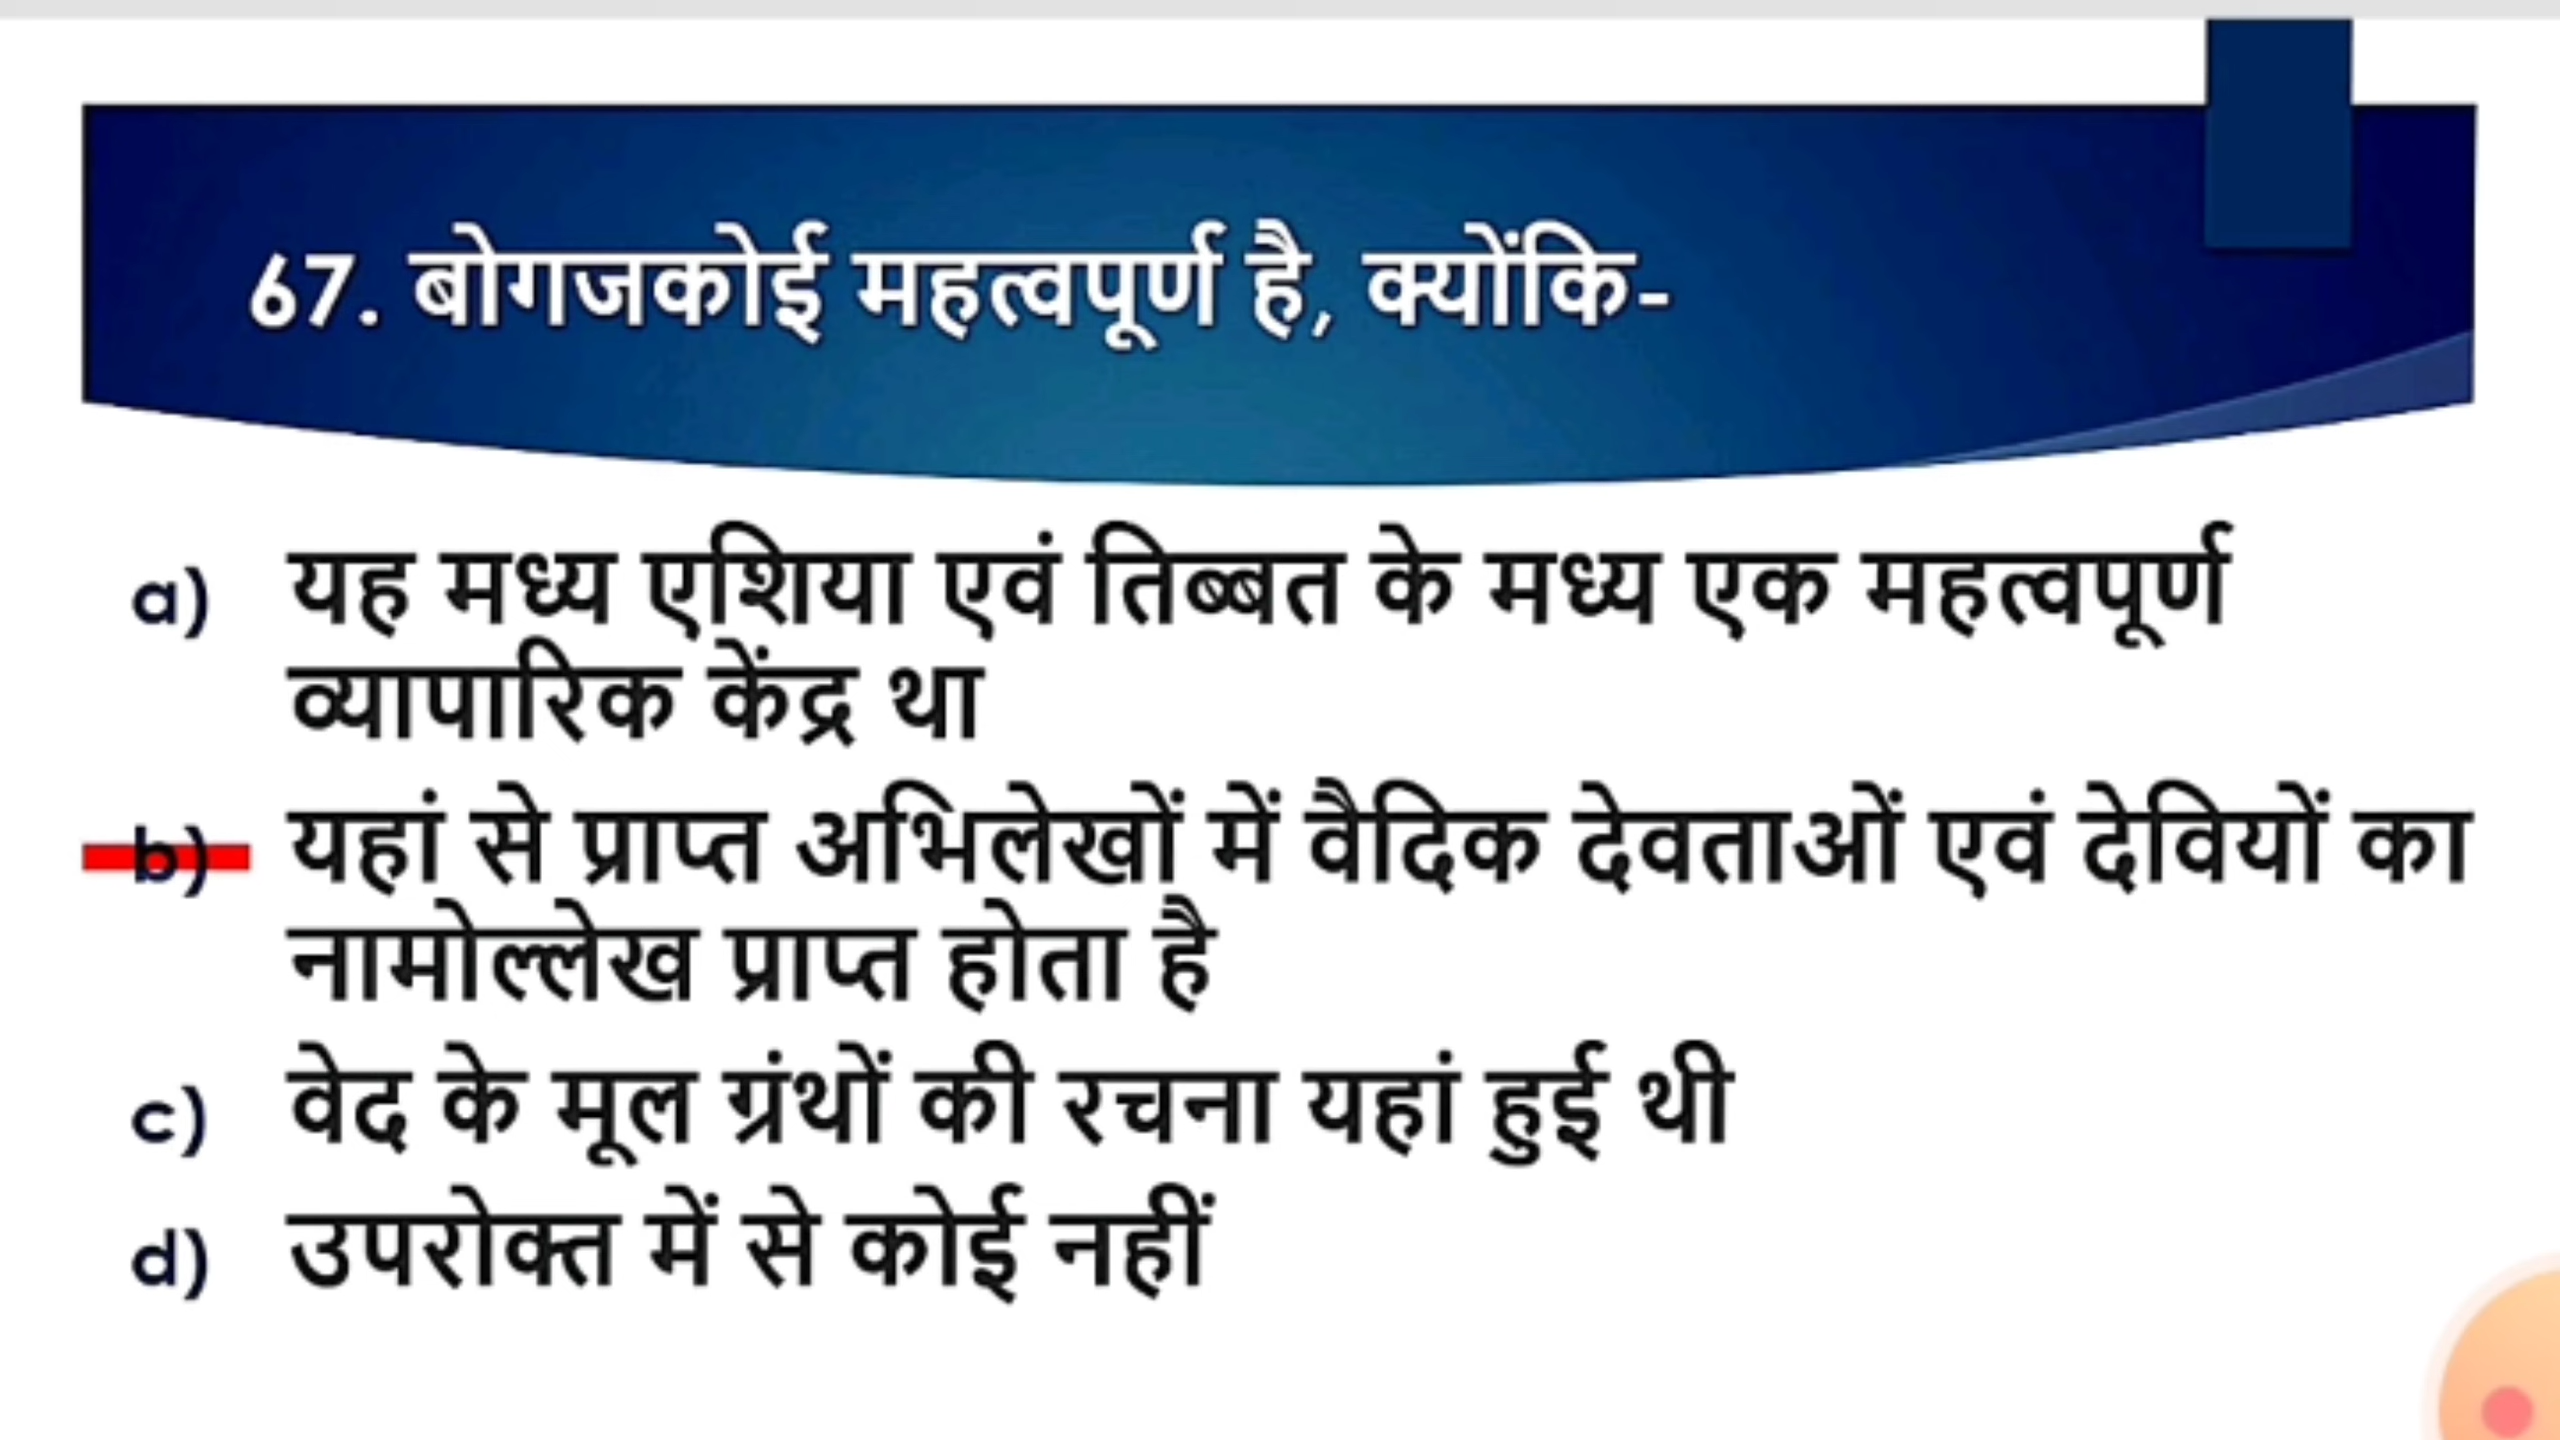 67. बोगजकोई महत्वपूर्ण है, क्योंकि-
a) यह मध्य एशिया एवं तिब्बत के मध्य एक महत्वपूर्ण
व्यापारिक केंद्र था
b) यहां से प्राप्त अभिलेखों में वैदिक देवताओं एवं देवियों का
नामोल्लेख प्राप्त होता है
c) वेद के मूल ग्रंथों की रचना यहां हुई थी
d) उपरोक्त में से कोई नहीं